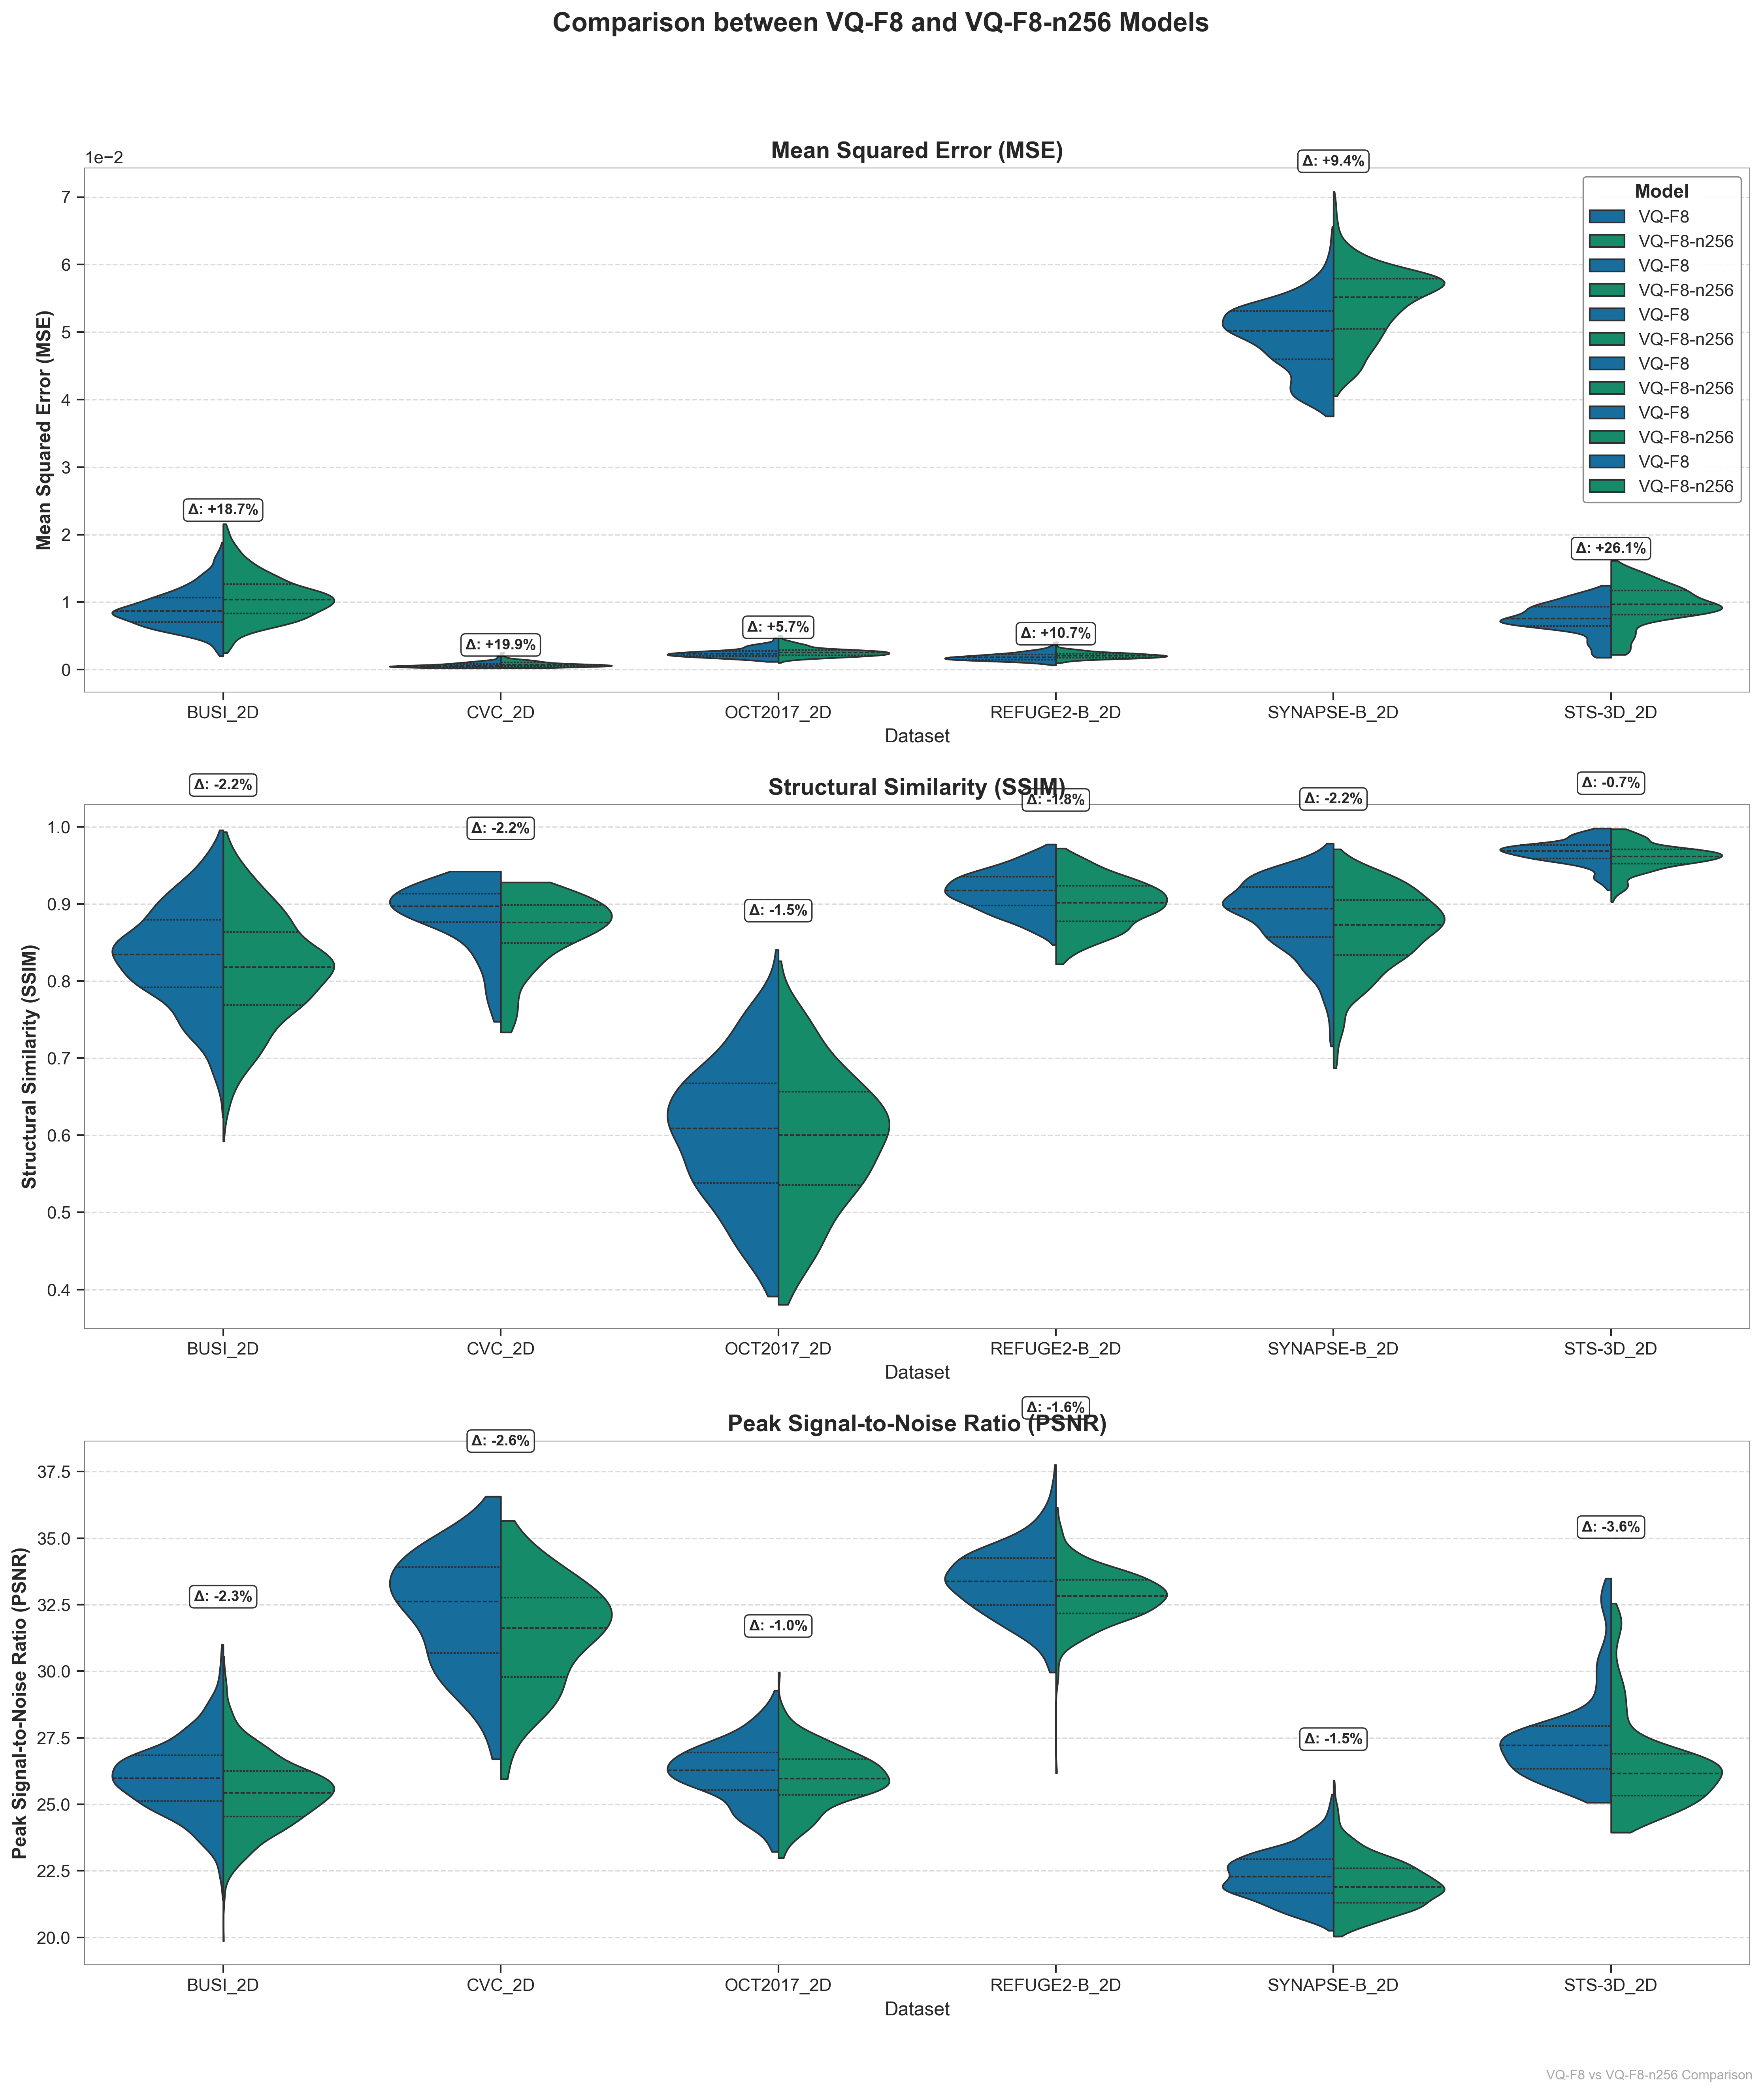 Comparison between VQ-F8 and VQ-F8-n256 Models
Mean Squared Error (MSE)
1e−2
Mean Squared Error (MSE)
7
6
5
4
3
2
1
0
Δ: +18.7%
Δ: +19.9%
Δ: +5.7%
Δ: +10.7%
Δ: +9.4%
Δ: +26.1%
Model
VQ-F8
VQ-F8-n256
VQ-F8
VQ-F8-n256
VQ-F8
VQ-F8-n256
VQ-F8
VQ-F8-n256
VQ-F8
VQ-F8-n256
VQ-F8
VQ-F8-n256
BUSI_2D CVC_2D OCT2017_2D REFUGE2-B_2D SYNAPSE-B_2D STS-3D_2D
Dataset
Structural Similarity (SSIM)
Structural Similarity (SSIM)
1.0
0.9
0.8
0.7
0.6
0.5
0.4
Δ: -2.2%
Δ: -2.2%
Δ: -1.5%
Δ: -1.8%
Δ: -2.2%
Δ: -0.7%
BUSI_2D CVC_2D OCT2017_2D REFUGE2-B_2D SYNAPSE-B_2D STS-3D_2D
Dataset
Peak Signal-to-Noise Ratio (PSNR)
Peak Signal-to-Noise Ratio (PSNR)
37.5
35.0
32.5
30.0
27.5
25.0
22.5
20.0
Δ: -2.3%
Δ: -2.6%
Δ: -1.0%
Δ: -1.6%
Δ: -1.5%
Δ: -3.6%
BUSI_2D CVC_2D OCT2017_2D REFUGE2-B_2D SYNAPSE-B_2D STS-3D_2D
Dataset
VQ-F8 vs VQ-F8-n256 Comparison